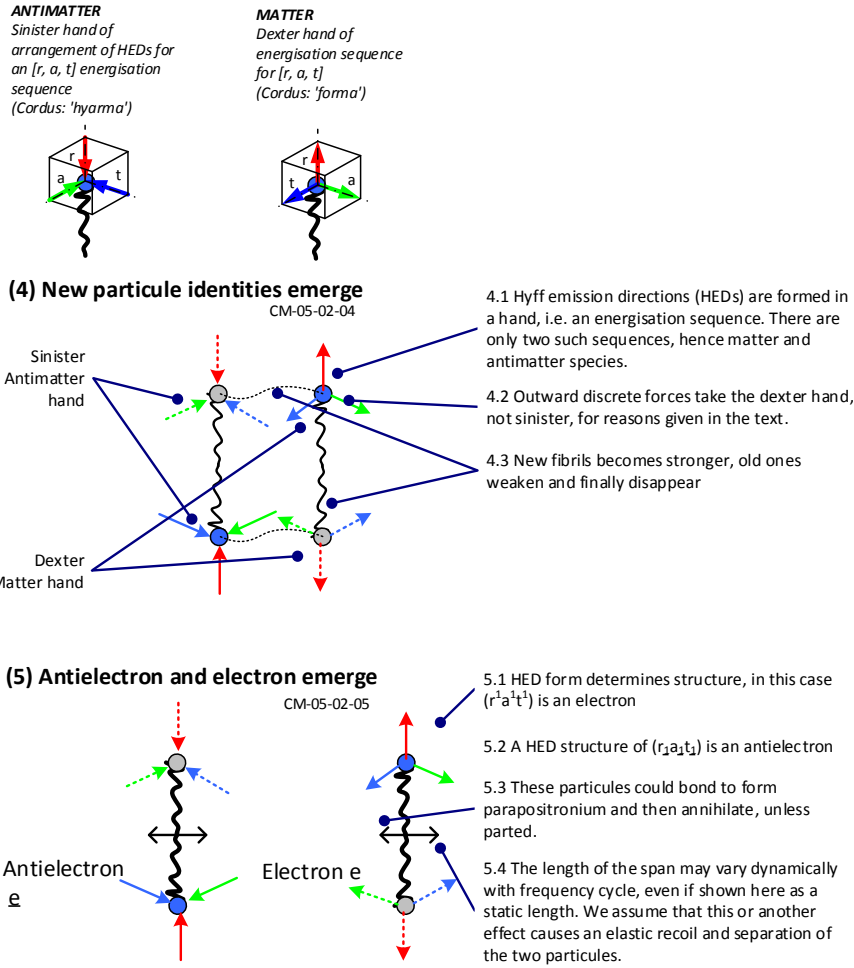 ANTIMATTER
Sinister hand of
arrangement of HEDs for
an [r, a, t] energisation
sequence
(Cordus: 'hyarma')
MATTER
Dexter hand of
energisation sequence
for [r, a, t]
(Cordus: 'forma')
r
a
t
r
t
a
(4) New particule identities emerge
CM-05-02-04
Sinister
Antimatter
hand
Dexter
Matter hand
4.1 Hyff emission directions (HEDs) are formed in
a hand, i.e. an energisation sequence. There are
only two such sequences, hence matter and
antimatter species.
4.2 Outward discrete forces take the dexter hand,
not sinister, for reasons given in the text.
4.3 New fibrils becomes stronger, old ones
weaken and finally disappear
(5) Antielectron and electron emerge
CM-05-02-05
Antielectron
e
Electron e
5.1 HED form determines structure, in this case
(r¹a¹t¹) is an electron
5.2 A HED structure of (r₁a₁t₁) is an antielectron
5.3 These particules could bond to form
parapositronium and then annihilate, unless
parted.
5.4 The length of the span may vary dynamically
with frequency cycle, even if shown here as a
static length. We assume that this or another
effect causes an elastic recoil and separation of
the two particules.